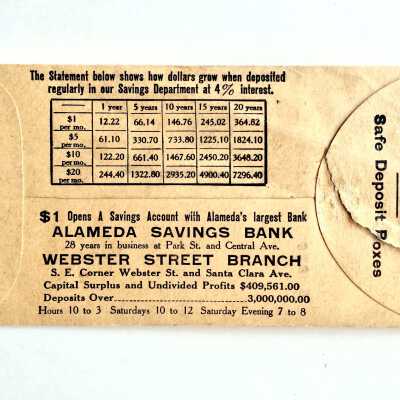 The Statement below shows how dollars grow when deposited
regularly in our Savings Department at 4% interest.
1 year 5 years 10 years 15 years 20 years
$1 per mo. 12.22 66.14 146.76 245.02 364.82
$5 per mo. 61.10 330.70 733.80 1225.10 1824.10
$10 per mo. 122.20 661.40 1467.60 2450.20 3648.20
$20 per mo. 244.40 1322.80 2935.20 4900.40 7296.40
$1 Opens A Savings Account with Alameda's largest Bank
ALAMEDA SAVINGS BANK
28 years in business at Park St. and Central Ave.
WEBSTER STREET BRANCH
S. E. Corner Webster St. and Santa Clara Ave.
Capital Surplus and Undivided Profits $409,561.00
Deposits Over 3,000,000.00
Hours 10 to 3 Saturdays 10 to 12 Saturday Evening 7 to 8
Safe Deposit Boxes